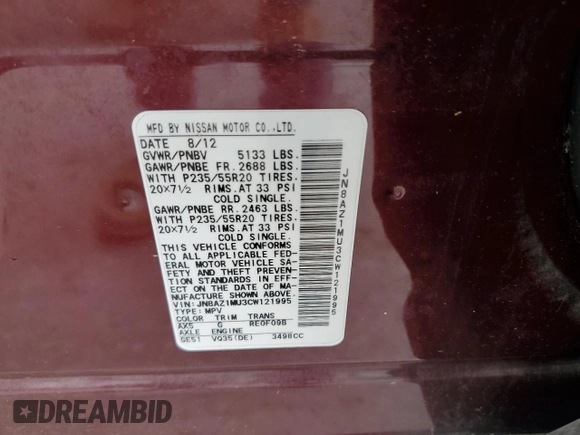 MFD BY NISSAN MOTOR CO.,LTD.
DATE 8/12
GVWR/PNBV 5133 LBS.
GAWR/PNBE FR. 2688 LBS.
WITH P235/55R20 TIRES.
20×7½ RIMS. AT 33 PSI
COLD SINGLE.
GAWR/PNBE RR. 2463 LBS.
WITH P235/55R20 TIRES.
20×7½ RIMS. AT 33 PSI
COLD SINGLE.
THIS VEHICLE CONFORMS
TO ALL APPLICABLE FED-
ERAL MOTOR VEHICLE SA-
FETY AND THEFT PREVEN-
TION STANDARDS IN EFF-
ECT ON THE DATE OF MA-
NUFACTURE SHOWN ABOVE.
VIN: JN8AZ1MU3CW121995
TYPE: MPV
COLOR TRIM TRANS
AX5 G RE0F09B
AXLE ENGINE
GE51 VQ35(DE) 3498CC
JN8AZ1MU3CW121995
DREAMBID